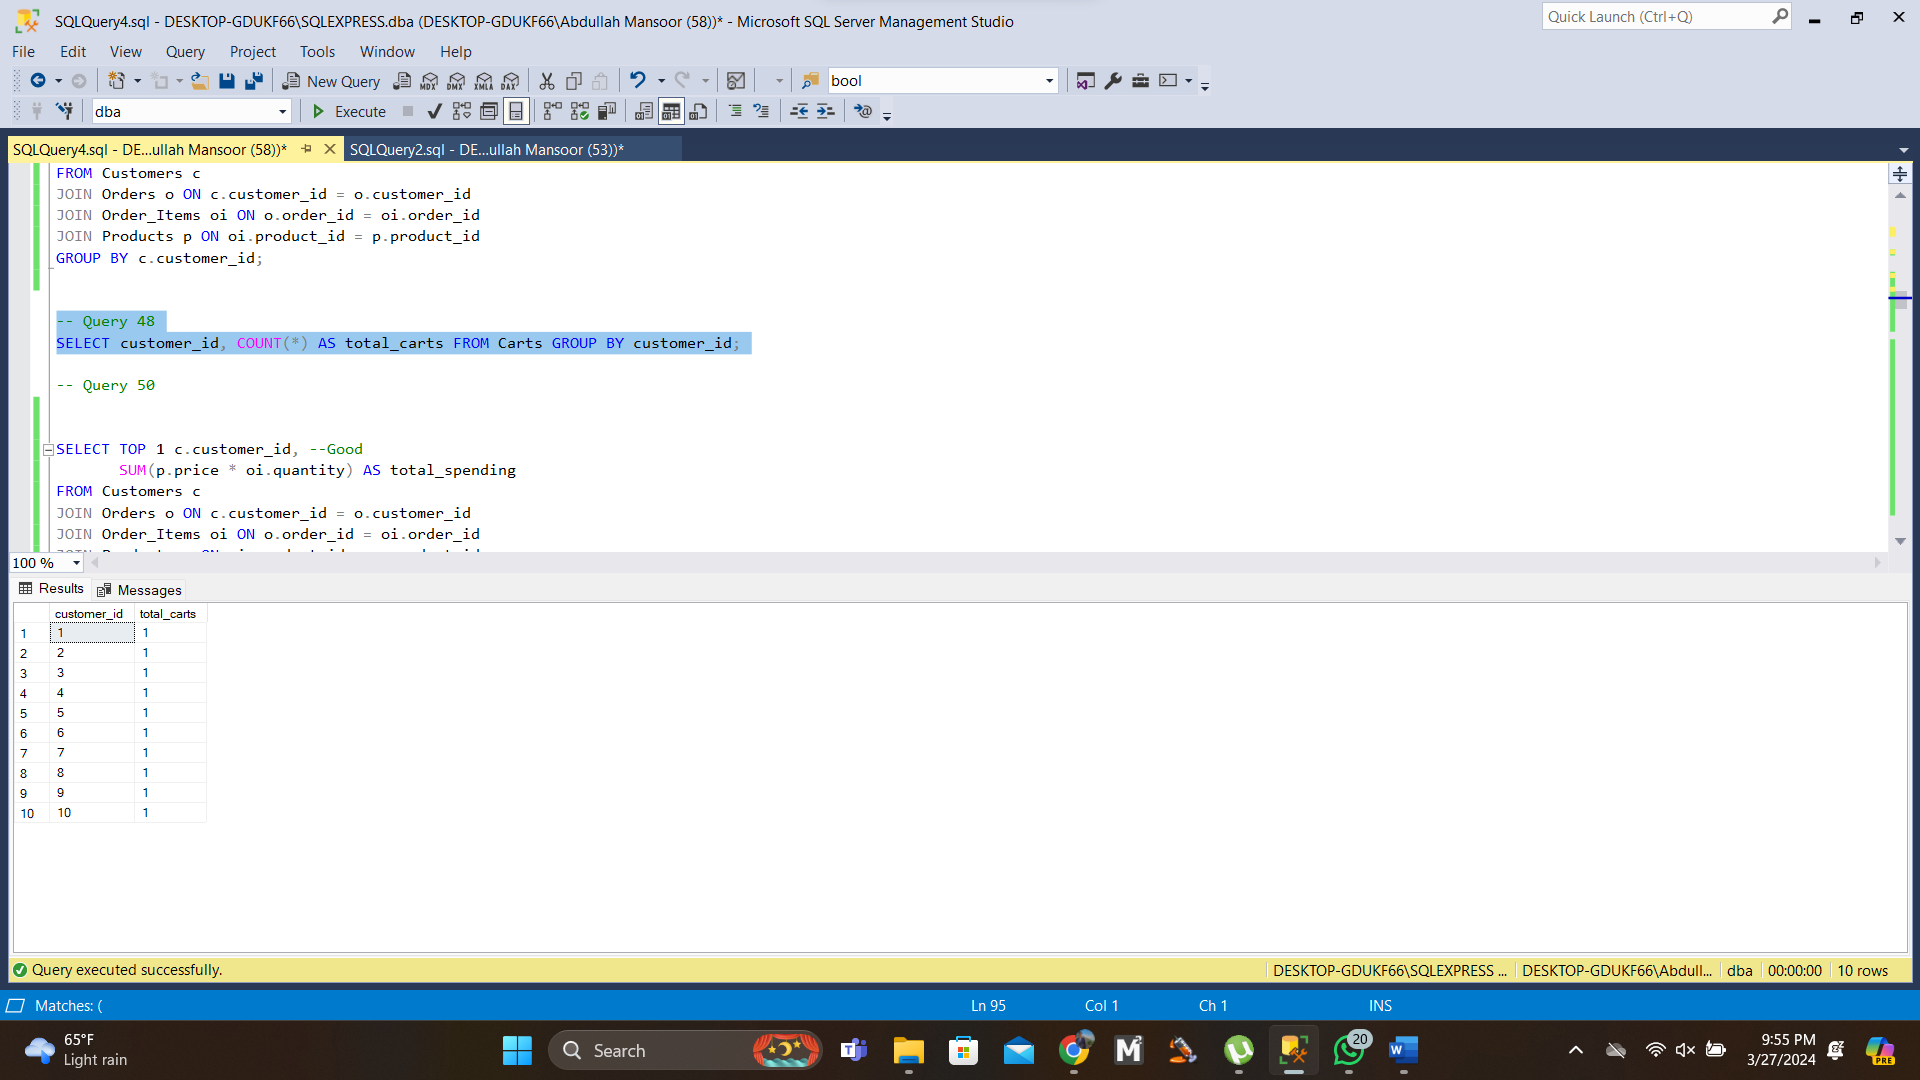 SQLQuery4.sql - DESKTOP-GDUKF66\SQLEXPRESS.dba (DESKTOP-GDUKF66\Abdullah Mansoor (58))* - Microsoft SQL Server Management Studio
Quick Launch (Ctrl+Q)
File Edit View Query Project Tools Window Help
New Query MDX DMX XMLA DAX bool
dba Execute
SQLQuery4.sql - DE...ullah Mansoor (58))* SQLQuery2.sql - DE...ullah Mansoor (53))*
FROM Customers c
JOIN Orders o ON c.customer_id = o.customer_id
JOIN Order_Items oi ON o.order_id = oi.order_id
JOIN Products p ON oi.product_id = p.product_id
GROUP BY c.customer_id;
-- Query 48
SELECT customer_id, COUNT(*) AS total_carts FROM Carts GROUP BY customer_id;
-- Query 50
SELECT TOP 1 c.customer_id, --Good
SUM(p.price * oi.quantity) AS total_spending
FROM Customers c
JOIN Orders o ON c.customer_id = o.customer_id
JOIN Order_Items oi ON o.order_id = oi.order_id
100 %
Results Messages
customer_id total_carts
1 1 1
2 2 1
3 3 1
4 4 1
5 5 1
6 6 1
7 7 1
8 8 1
9 9 1
10 10 1
Query executed successfully. DESKTOP-GDUKF66\SQLEXPRESS ... DESKTOP-GDUKF66\Abdull... dba 00:00:00 10 rows
Matches: ( Ln 95 Col 1 Ch 1 INS
65°F
Light rain
Search
20
9:55 PM
3/27/2024
PRE